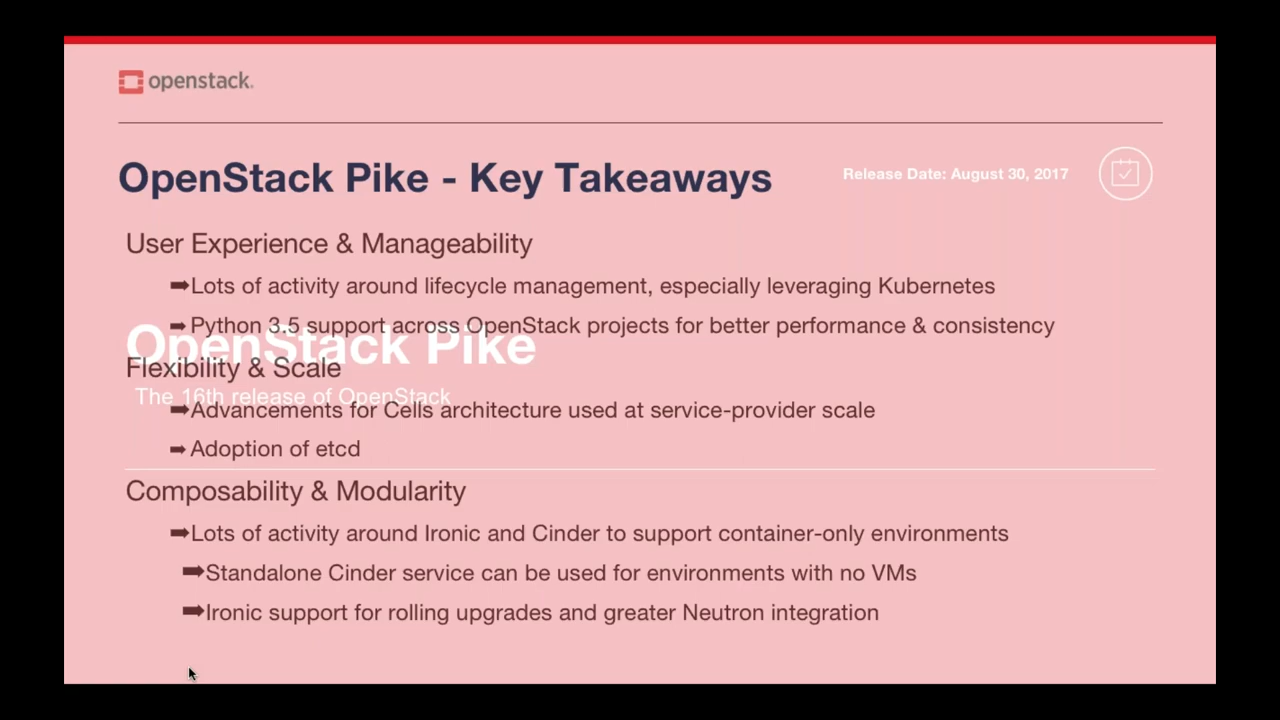 openstack.
OpenStack Pike - Key Takeaways
Release Date: August 30, 2017
User Experience & Manageability
➡Lots of activity around lifecycle management, especially leveraging Kubernetes
➡Python 3.5 support across OpenStack projects for better performance & consistency
OpenStack Pike
Flexibility & Scale
The 16th release of OpenStack
➡Advancements for Cells architecture used at service-provider scale
➡Adoption of etcd
Composability & Modularity
➡Lots of activity around Ironic and Cinder to support container-only environments
➡Standalone Cinder service can be used for environments with no VMs
➡Ironic support for rolling upgrades and greater Neutron integration